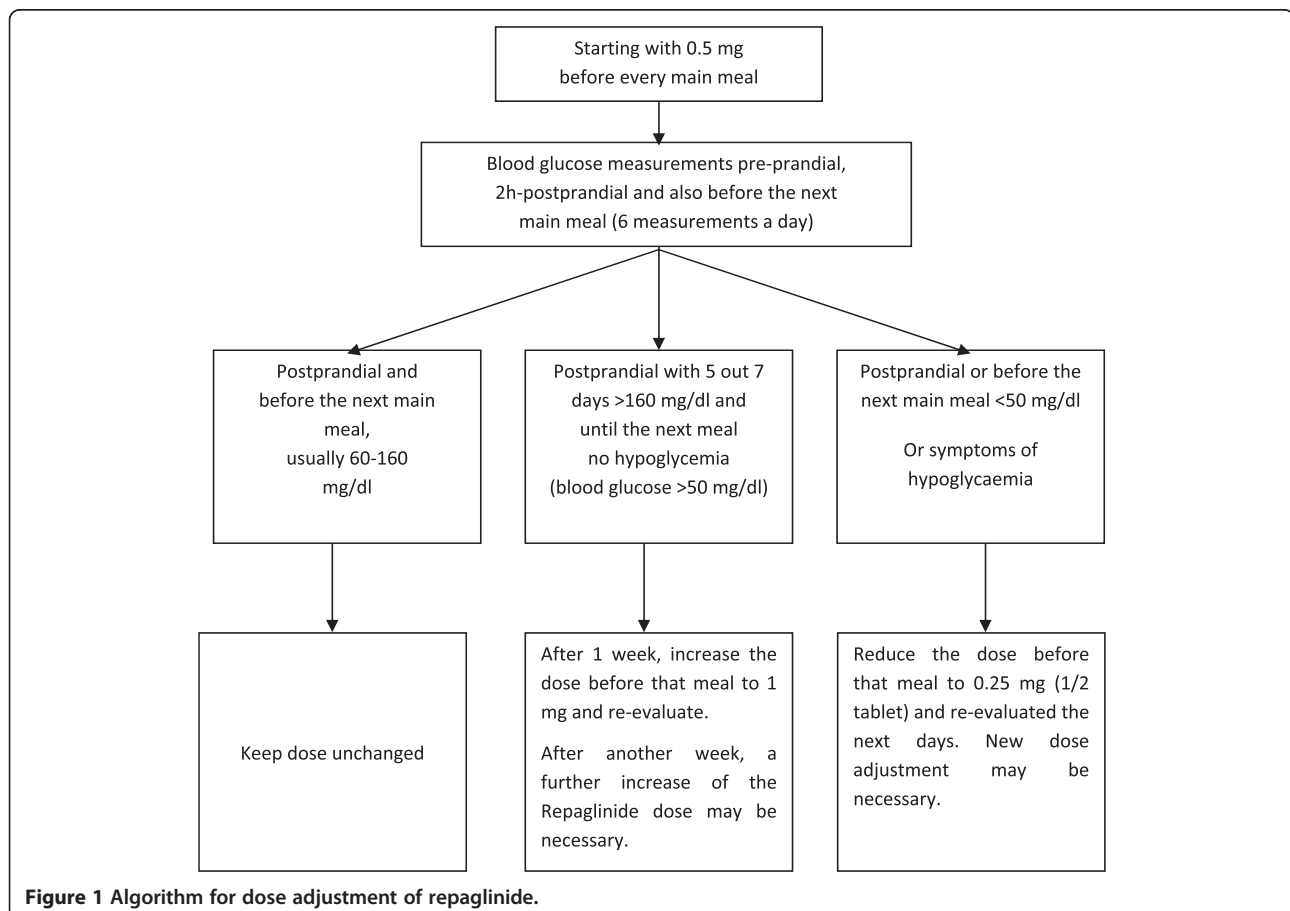 Starting with 0.5 mg
before every main meal
Blood glucose measurements pre-prandial,
2h-postprandial and also before the next
main meal (6 measurements a day)
Postprandial and
before the next main
meal,
usually 60-160
mg/dl
Postprandial with 5 out 7
days >160 mg/dl and
until the next meal
no hypoglycemia
(blood glucose >50 mg/dl)
Postprandial or before the
next main meal <50 mg/dl
Or symptoms of
hypoglycaemia
Keep dose unchanged
After 1 week, increase the
dose before that meal to 1
mg and re-evaluate.
After another week, a
further increase of the
Repaglinide dose may be
necessary.
Reduce the dose before
that meal to 0.25 mg (1/2
tablet) and re-evaluated the
next days. New dose
adjustment may be
necessary.
Figure 1 Algorithm for dose adjustment of repaglinide.